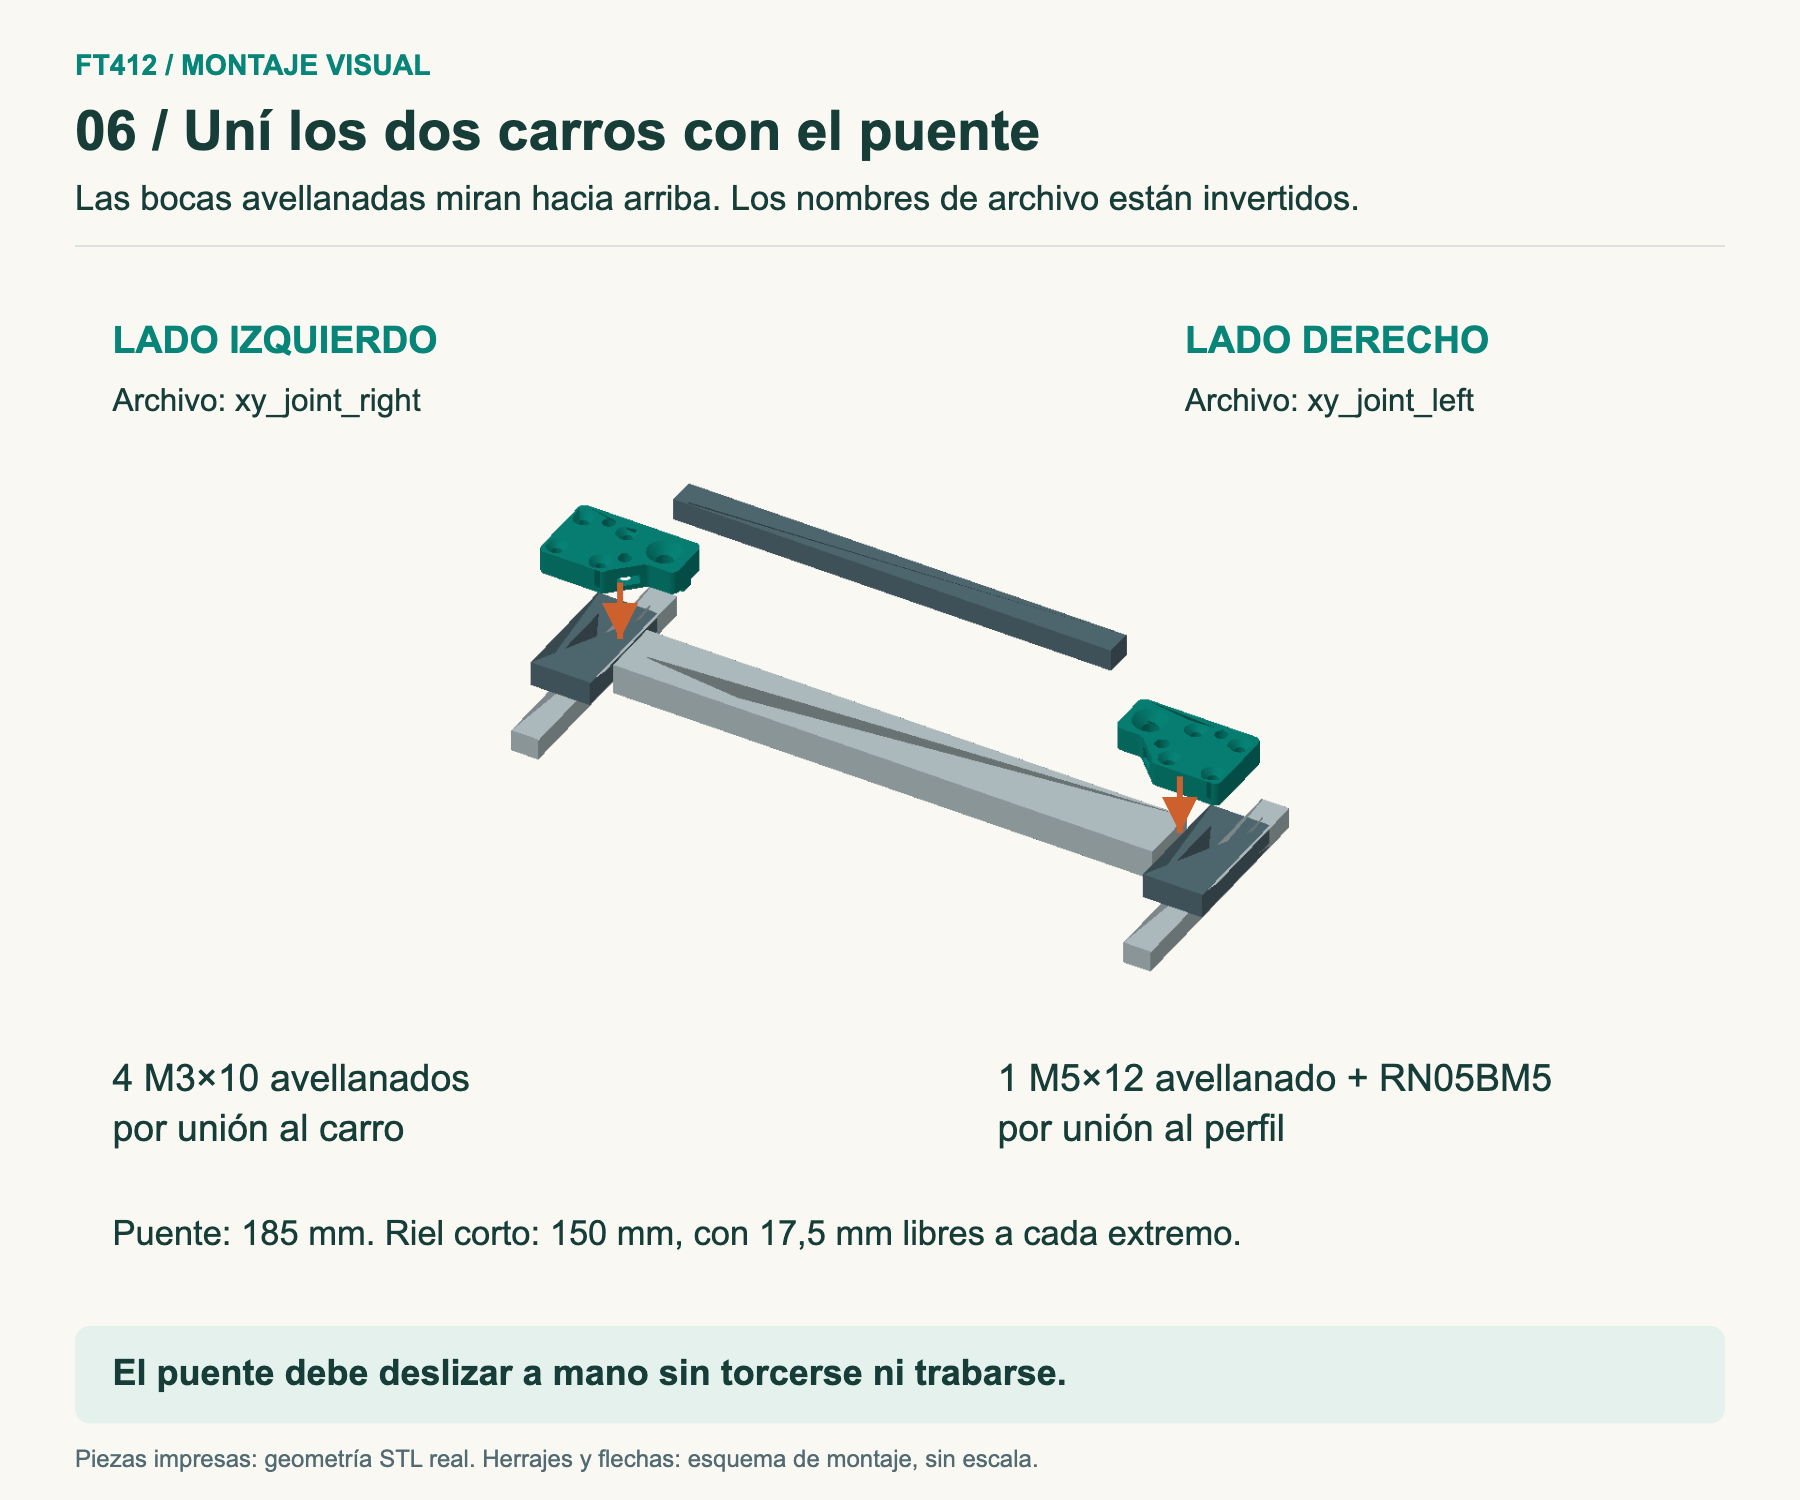 FT412 / MONTAJE VISUAL
06 / Uní los dos carros con el puente
Las bocas avellanadas miran hacia arriba. Los nombres de archivo están invertidos.
LADO IZQUIERDO
Archivo: xy_joint_right
LADO DERECHO
Archivo: xy_joint_left
4 M3×10 avellanados
por unión al carro
1 M5×12 avellanado + RN05BM5
por unión al perfil
Puente: 185 mm. Riel corto: 150 mm, con 17,5 mm libres a cada extremo.
El puente debe deslizar a mano sin torcerse ni trabarse.
Piezas impresas: geometría STL real. Herrajes y flechas: esquema de montaje, sin escala.